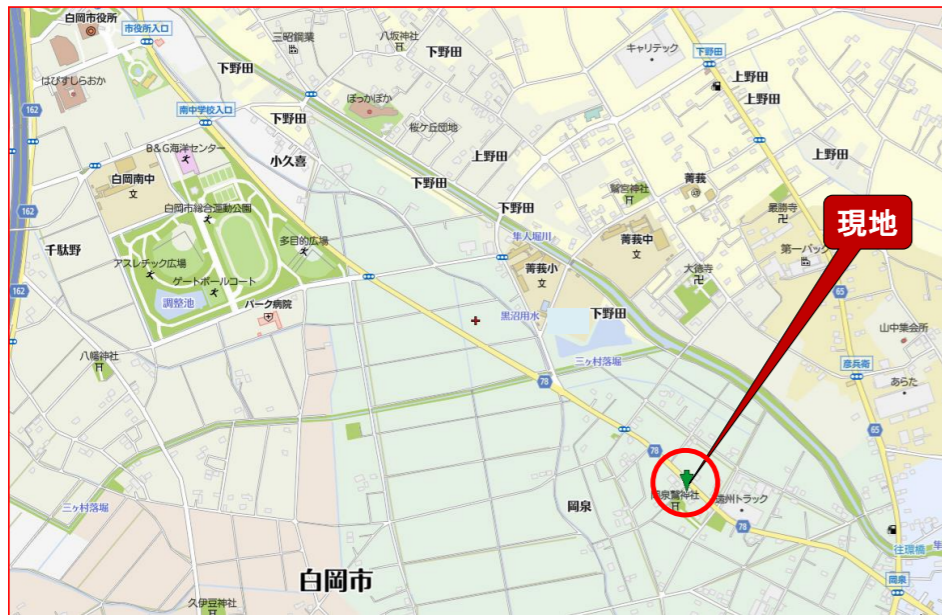 白岡市役所
市役所入口
三昭鋼業
八坂神社
下野田
キャリテック
下野田
上野田
上野田
はぴすしらおか
下野田
162
南中学校入口
ぽっかぽか
下野田
桜ケ丘団地
B&G海洋センター
小久喜
上野田
上野田
白岡南中
下野田
鷲宮神社
菁莪
最勝寺
白岡市総合運動公園
下野田
現地
千駄野
多目的広場
隼人堀川
菁莪中
第一パック
アスレチック広場
菁莪小
大徳寺
ゲートボールコート
162
調整池
パーク病院
黒沼用水
下野田
65
山中集会所
八幡神社
三ケ村落堀
彦兵衛
78
あらた
65
78
岡泉鷲神社
遠州トラック
三ケ村落堀
岡泉
78
往還橋
隼
白岡市
岡泉
久伊豆神社